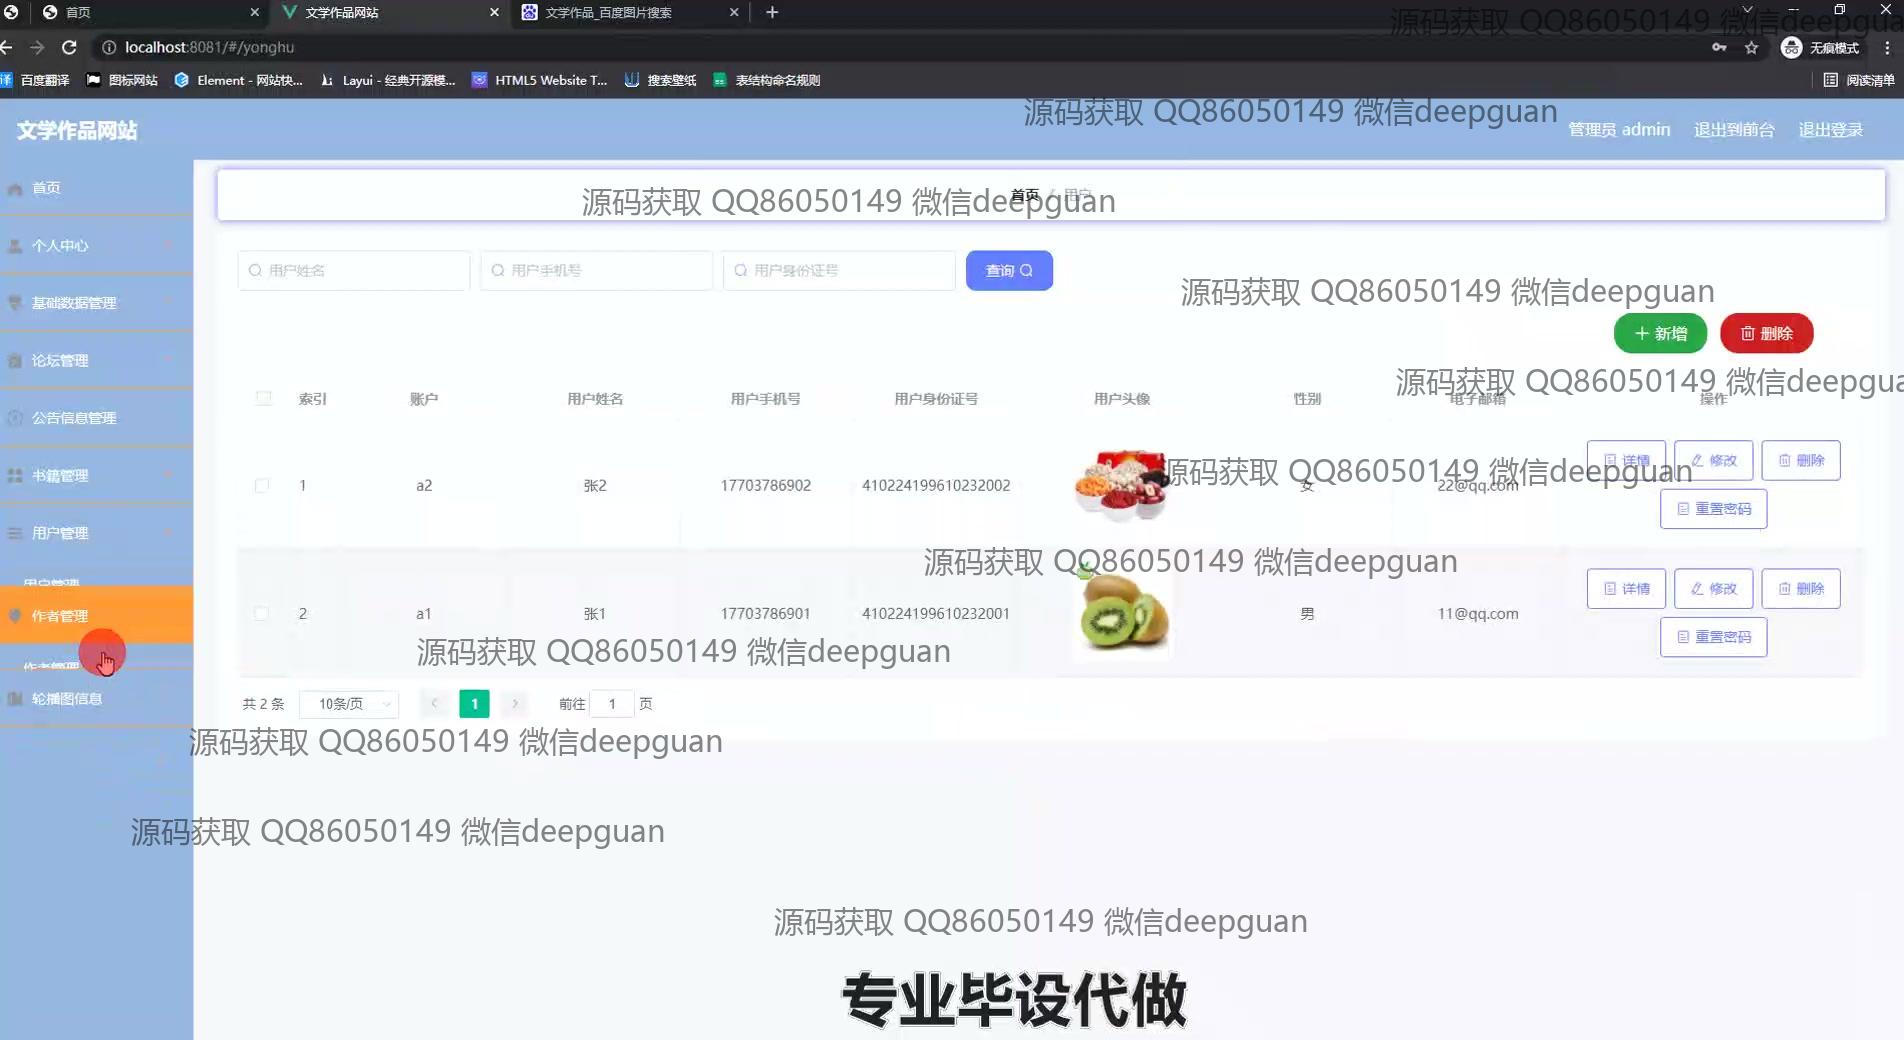 首页
文学作品网站
文学作品_百度图片搜索
源码获取 QQ86050149 微信deepgua
localhost:8081/#/yonghu
无痕模式
百度翻译
图标网站
Element - 网站快...
Layui - 经典开源模...
HTML5 Website T...
搜索壁纸
表结构命名规则
阅读清单
源码获取 QQ86050149 微信deepguan
文学作品网站
管理员 admin
退出到前台
退出登录
首页
个人中心
基础数据管理
论坛管理
公告信息管理
书籍管理
用户管理
用户管理
作者管理
作者管理
轮播图信息
源码获取 QQ86050149 微信deepguan
首页 / 用户
用户姓名
用户手机号
用户身份证号
查询
源码获取 QQ86050149 微信deepguan
新增
删除
源码获取 QQ86050149 微信deepgua
索引 账户 用户姓名 用户手机号 用户身份证号 用户头像 性别 电子邮箱 操作
源码获取 QQ86050149 微信deepguan
1 a2 张2 17703786902 410224199610232002 女 22@qq.com 详情 修改 删除
重置密码
源码获取 QQ86050149 微信deepguan
2 a1 张1 17703786901 410224199610232001 男 11@qq.com 详情 修改 删除
重置密码
源码获取 QQ86050149 微信deepguan
共 2 条 10条/页 1 前往 1 页
源码获取 QQ86050149 微信deepguan
源码获取 QQ86050149 微信deepguan
源码获取 QQ86050149 微信deepguan
专业毕设代做